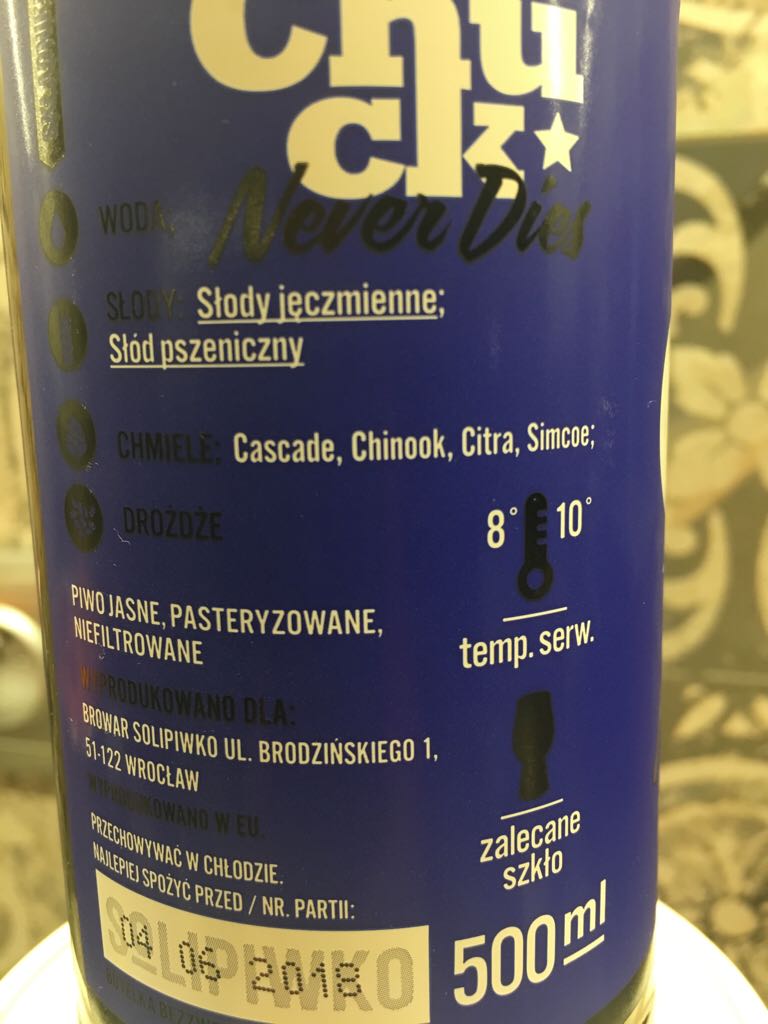 Chu
ck
Never Dies
WODA;
SŁODY: Słody jęczmienne;
Słód pszeniczny
CHMIELE: Cascade, Chinook, Citra, Simcoe;
DROŻDŻE
8° 10°
temp. serw.
PIWO JASNE, PASTERYZOWANE,
NIEFILTROWANE
WYPRODUKOWANO DLA:
BROWAR SOLIPIWKO UL. BRODZIŃSKIEGO 1,
51-122 WROCŁAW
WYPRODUKOWANO W EU.
PRZECHOWYWAĆ W CHŁODZIE.
NAJLEPIEJ SPOŻYĆ PRZED / NR. PARTII:
SOLIPIWKO
04 06 2018
zalecane
szkło
500 ml
BUTELKA